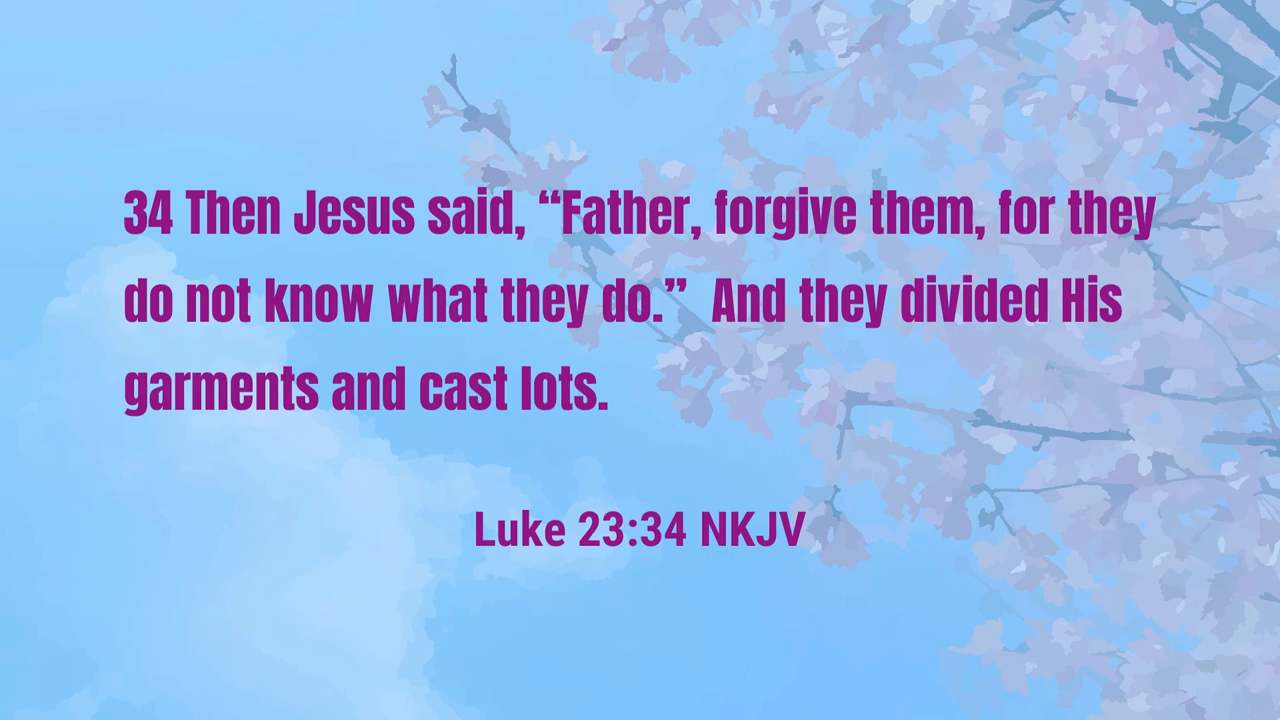 34 Then Jesus said, “Father, forgive them, for they
do not know what they do.”  And they divided His
garments and cast lots.
Luke 23:34 NKJV